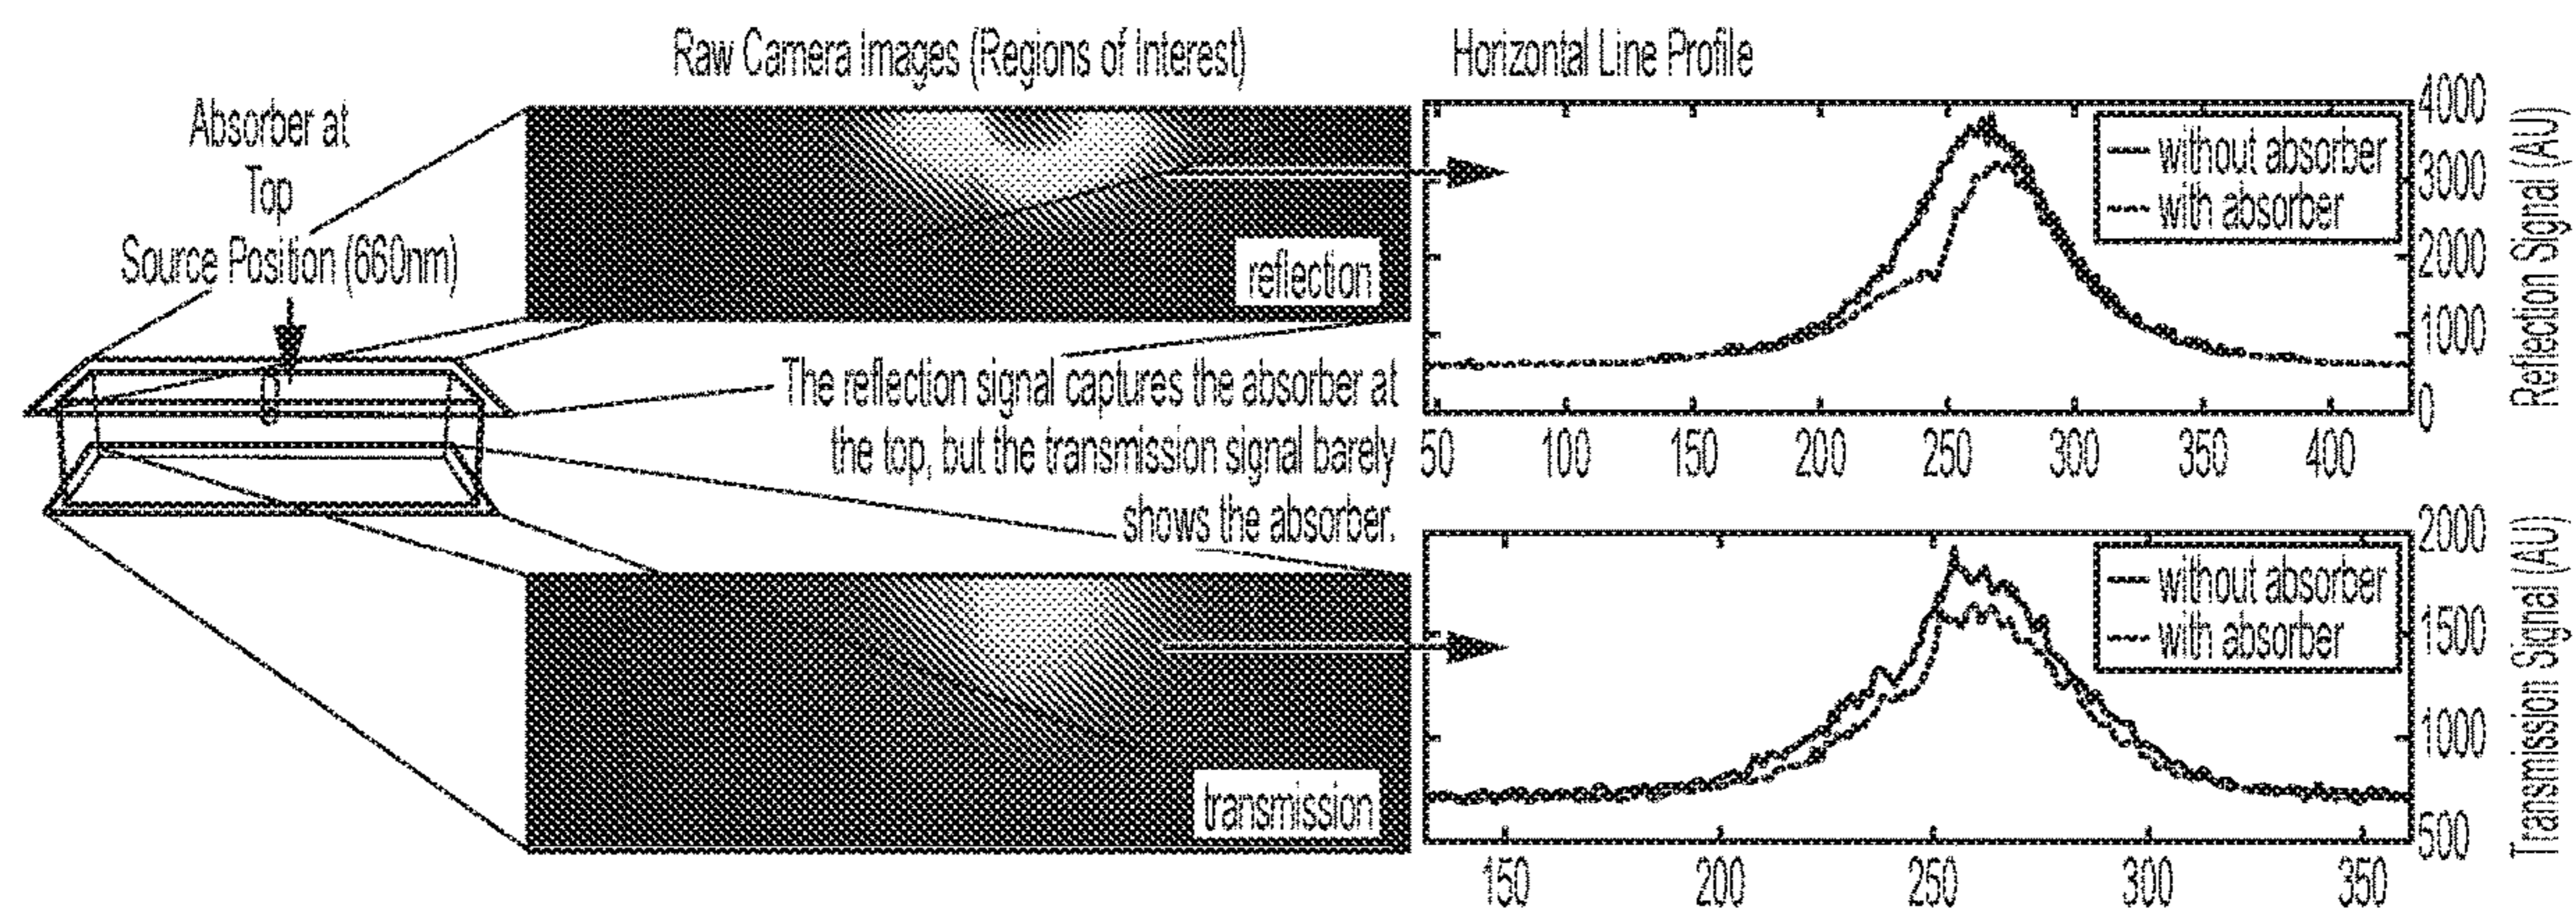 Raw Camera Images (Regions of Interest)
Horizontal Line Profile
Absorber at
Top
Source Position (660nm)
reflection
The reflection signal captures the absorber at
the top, but the transmission signal barely
shows the absorber.
transmission
without absorber
with absorber
4000
3000
2000
1000
0
Reflection Signal (AU)
50 100 150 200 250 300 350 400
without absorber
with absorber
2000
1500
1000
500
Transmission Signal (AU)
150 200 250 300 350